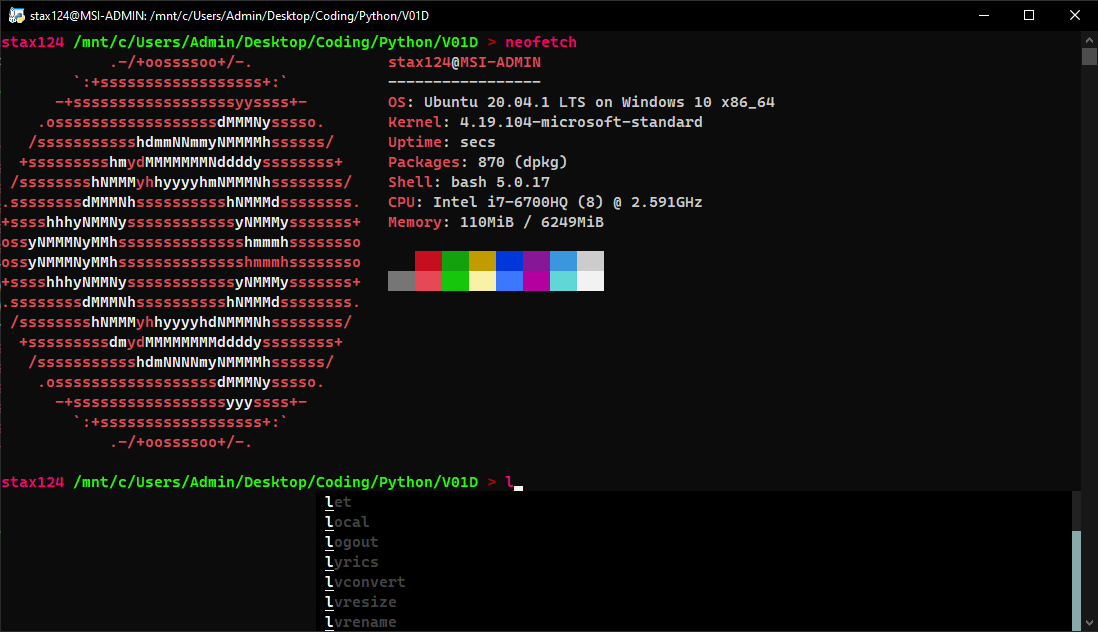 stax124@MSI-ADMIN: /mnt/c/Users/Admin/Desktop/Coding/Python/V01D
stax124 /mnt/c/Users/Admin/Desktop/Coding/Python/V01D > neofetch
.-/+oossssoo+/-. stax124@MSI-ADMIN
`:+ssssssssssssssssss+:` -----------------
-+ssssssssssssssssssyyssss+- OS: Ubuntu 20.04.1 LTS on Windows 10 x86_64
.ossssssssssssssssssdMMMNysssso. Kernel: 4.19.104-microsoft-standard
/ssssssssssshdmmNNmmyNMMMMhssssss/ Uptime: secs
+ssssssssshmydMMMMMMMNddddyssssssss+ Packages: 870 (dpkg)
/sssssssshNMMMyhhyyyyhmNMMMNhssssssss/ Shell: bash 5.0.17
.ssssssssdMMMNhsssssssssshNMMMdssssssss. CPU: Intel i7-6700HQ (8) @ 2.591GHz
+sssshhhyNMMNyssssssssssssyNMMMysssssss+ Memory: 110MiB / 6249MiB
ossyNMMMNyMMhsssssssssssssshmmmhssssssso
ossyNMMMNyMMhsssssssssssssshmmmhssssssso
+sssshhhyNMMNyssssssssssssyNMMMysssssss+
.ssssssssdMMMNhsssssssssshNMMMdssssssss.
/sssssssshNMMMyhhyyyyhdNMMMNhssssssss/
+sssssssssdmydMMMMMMMMddddyssssssss+
/ssssssssssshdmNNNNmyNMMMMhssssss/
.ossssssssssssssssssdMMMNysssso.
-+sssssssssssssssssyyyssss+-
`:+ssssssssssssssssss+:`
.-/+oossssoo+/-.
stax124 /mnt/c/Users/Admin/Desktop/Coding/Python/V01D > l
let
local
logout
lyrics
lvconvert
lvresize
lvrename